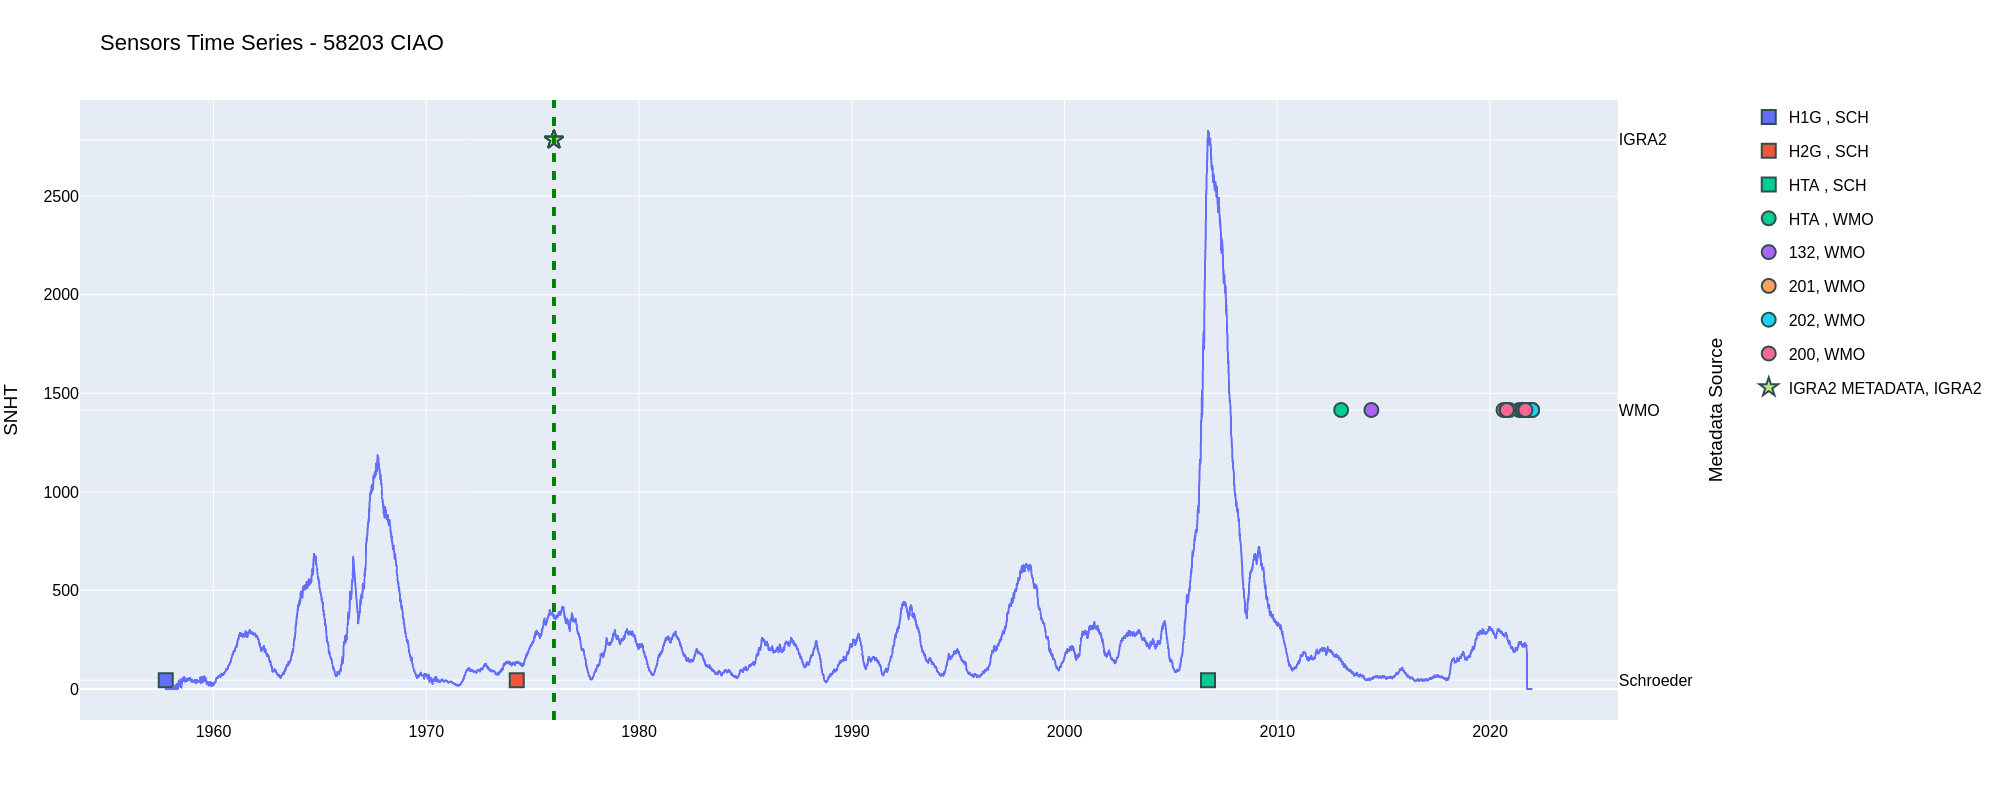 Sensors Time Series - 58203 CIAO
SNHT
2500
2000
1500
1000
500
0
1960
1970
1980
1990
2000
2010
2020
IGRA2
WMO
Schroeder
Metadata Source
H1G , SCH
H2G , SCH
HTA , SCH
HTA , WMO
132, WMO
201, WMO
202, WMO
200, WMO
IGRA2 METADATA, IGRA2